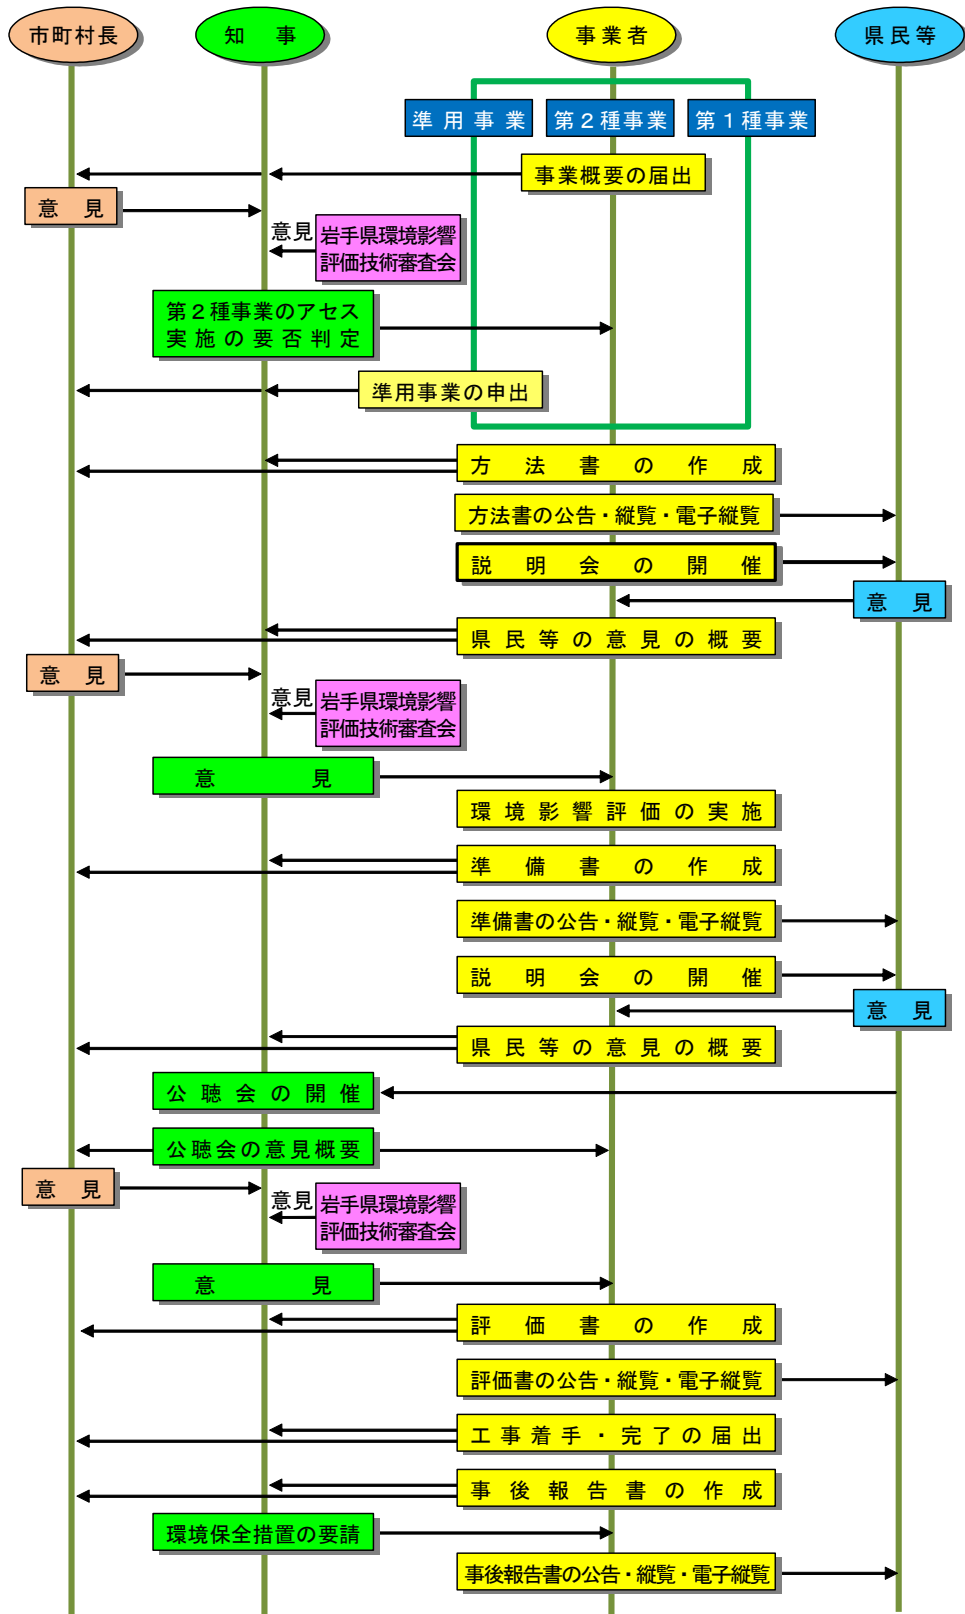 市町村長
知　事
事業者
県民等
準用事業
第２種事業
第１種事業
事業概要の届出
意　見
意見
岩手県環境影響
評価技術審査会
第２種事業のアセス
実施の要否判定
準用事業の申出
方法書の作成
方法書の公告・縦覧・電子縦覧
説明会の開催
意　見
県民等の意見の概要
意　見
意見
岩手県環境影響
評価技術審査会
意　見
環境影響評価の実施
準備書の作成
準備書の公告・縦覧・電子縦覧
説明会の開催
意　見
県民等の意見の概要
公聴会の開催
公聴会の意見概要
意　見
意見
岩手県環境影響
評価技術審査会
意　見
評価書の作成
評価書の公告・縦覧・電子縦覧
工事着手・完了の届出
事後報告書の作成
環境保全措置の要請
事後報告書の公告・縦覧・電子縦覧